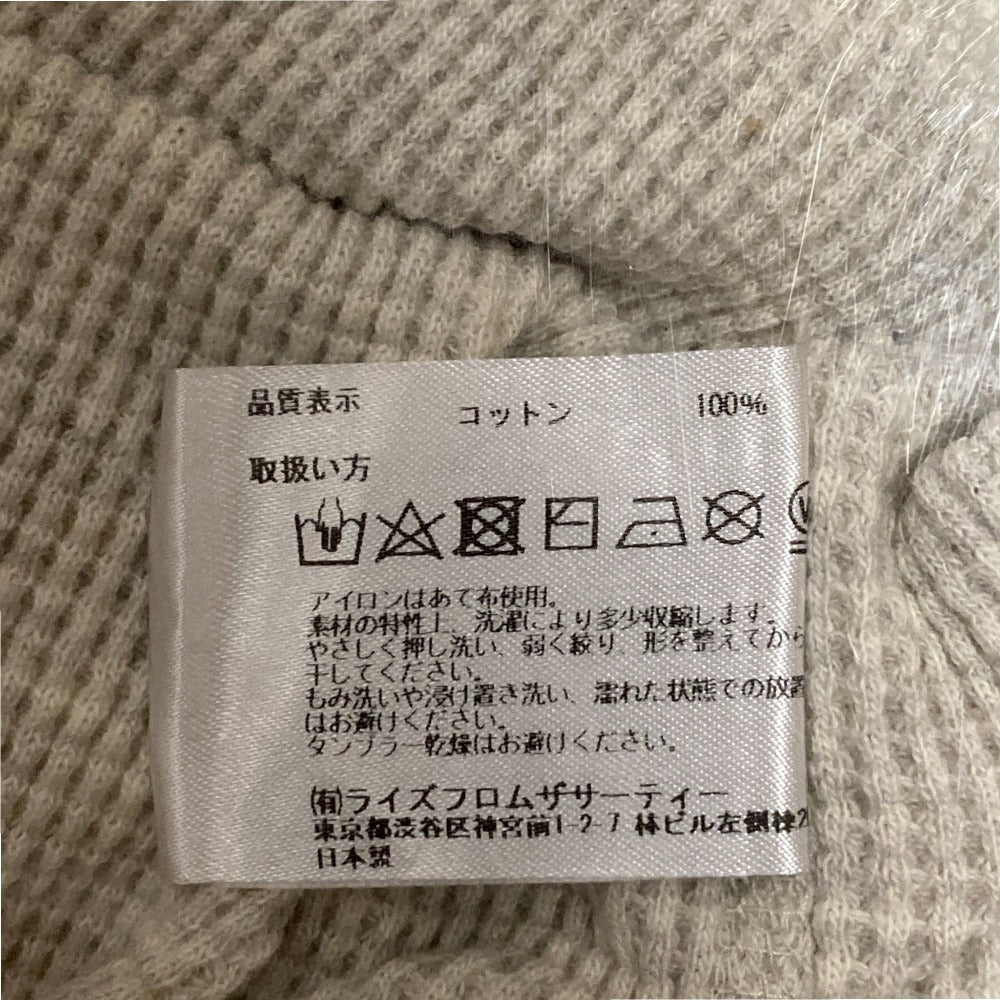 品質表示 コットン 100%
取扱い方
アイロンはあて布使用。
素材の特性上、洗濯により多少収縮します。
やさしく押し洗い、弱く絞り、形を整えてから
干してください。
もみ洗いや浸け置き洗い、濡れた状態での放置
はお避けください。
タンブラー乾燥はお避けください。
(有)ライズフロムザサーティー
東京都渋谷区神宮前1-2-7 林ビル左側棟2
日本製